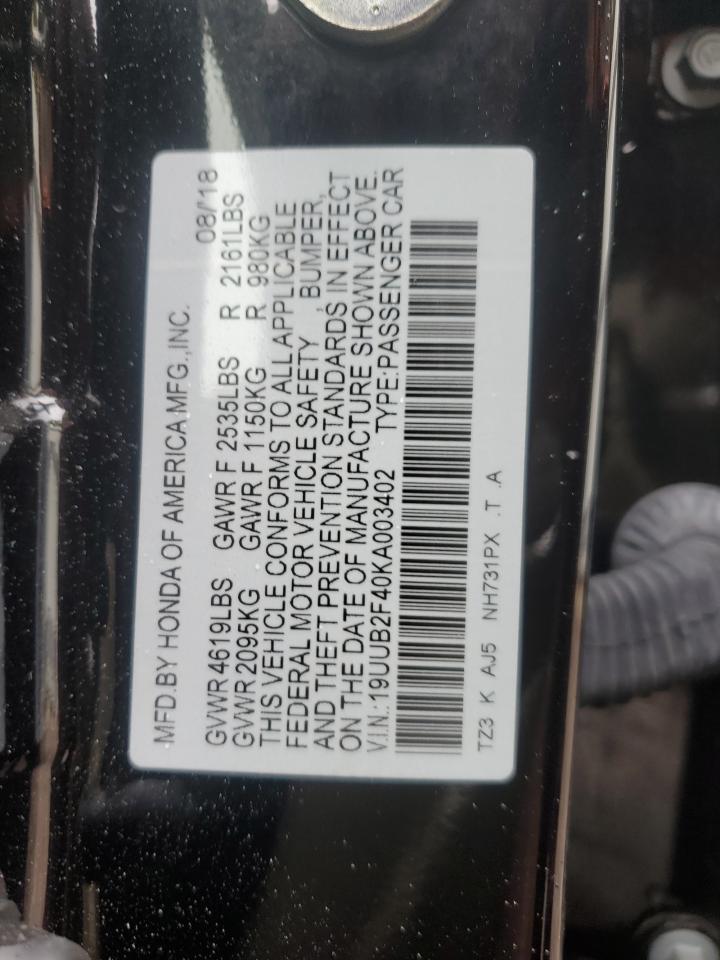 MFD.BY HONDA OF AMERICA MFG.,INC. 08/'18
GVWR 4619LBS GAWR F 2535LBS R 2161LBS
GVWR 2095KG GAWR F 1150KG R 980KG
THIS VEHICLE CONFORMS TO ALL APPLICABLE
FEDERAL MOTOR VEHICLE SAFETY , BUMPER,
AND THEFT PREVENTION STANDARDS IN EFFECT
ON THE DATE OF MANUFACTURE SHOWN ABOVE.
V.I.N.:19UUB2F40KA003402 TYPE:PASSENGER CAR
TZ3 K AJ5 NH731PX .T .A